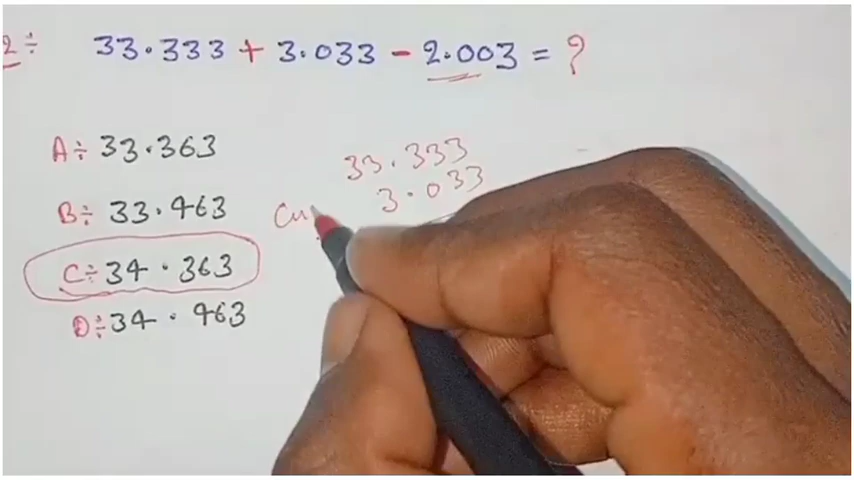 2÷ 33.333 + 3.033 - 2.003 = ?
A÷ 33.363
B÷ 33.463
C÷ 34.363
D÷ 34.463
33.333
3.033